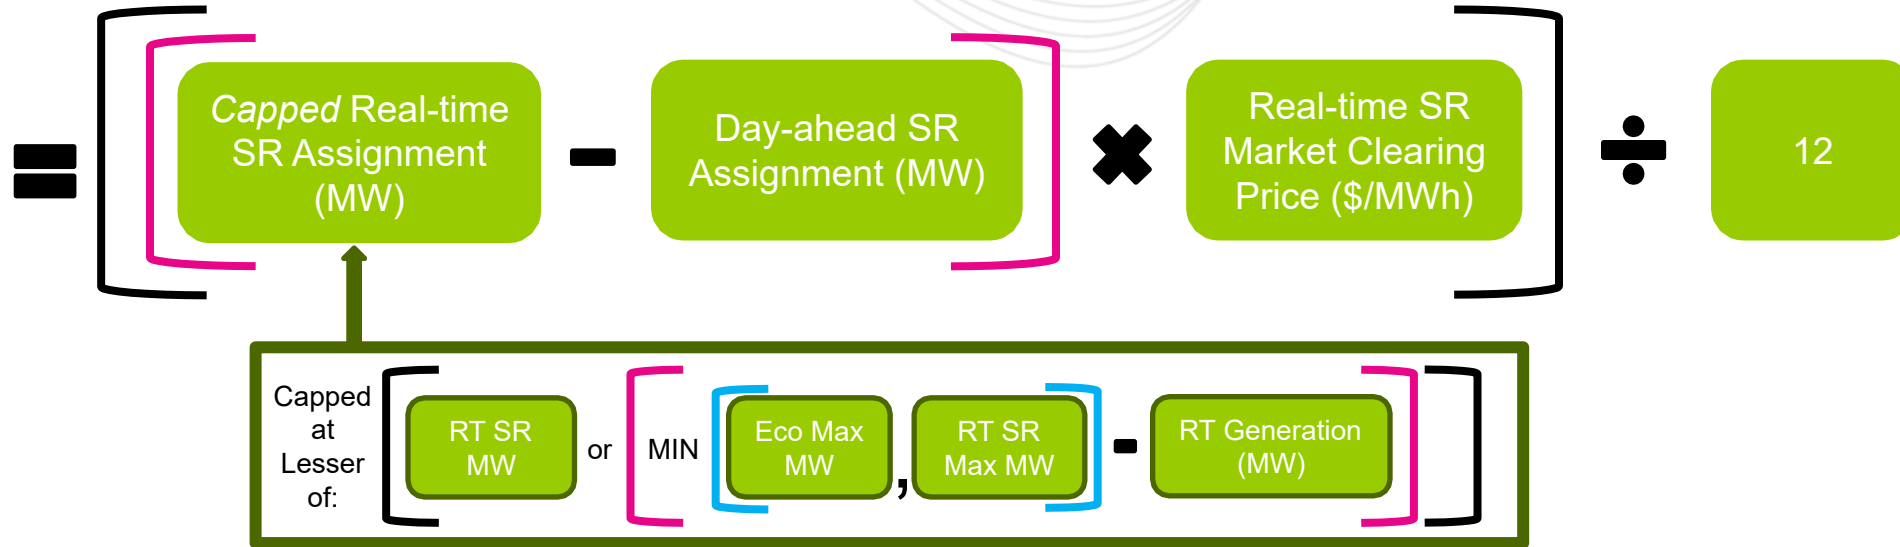 =
Capped Real-time
SR Assignment
(MW)
-
Day-ahead SR
Assignment (MW)
✖
Real-time SR
Market Clearing
Price ($/MWh)
÷
12
Capped
at
Lesser
of:
RT SR
MW
or
MIN
Eco Max
MW
,
RT SR
Max MW
-
RT Generation
(MW)